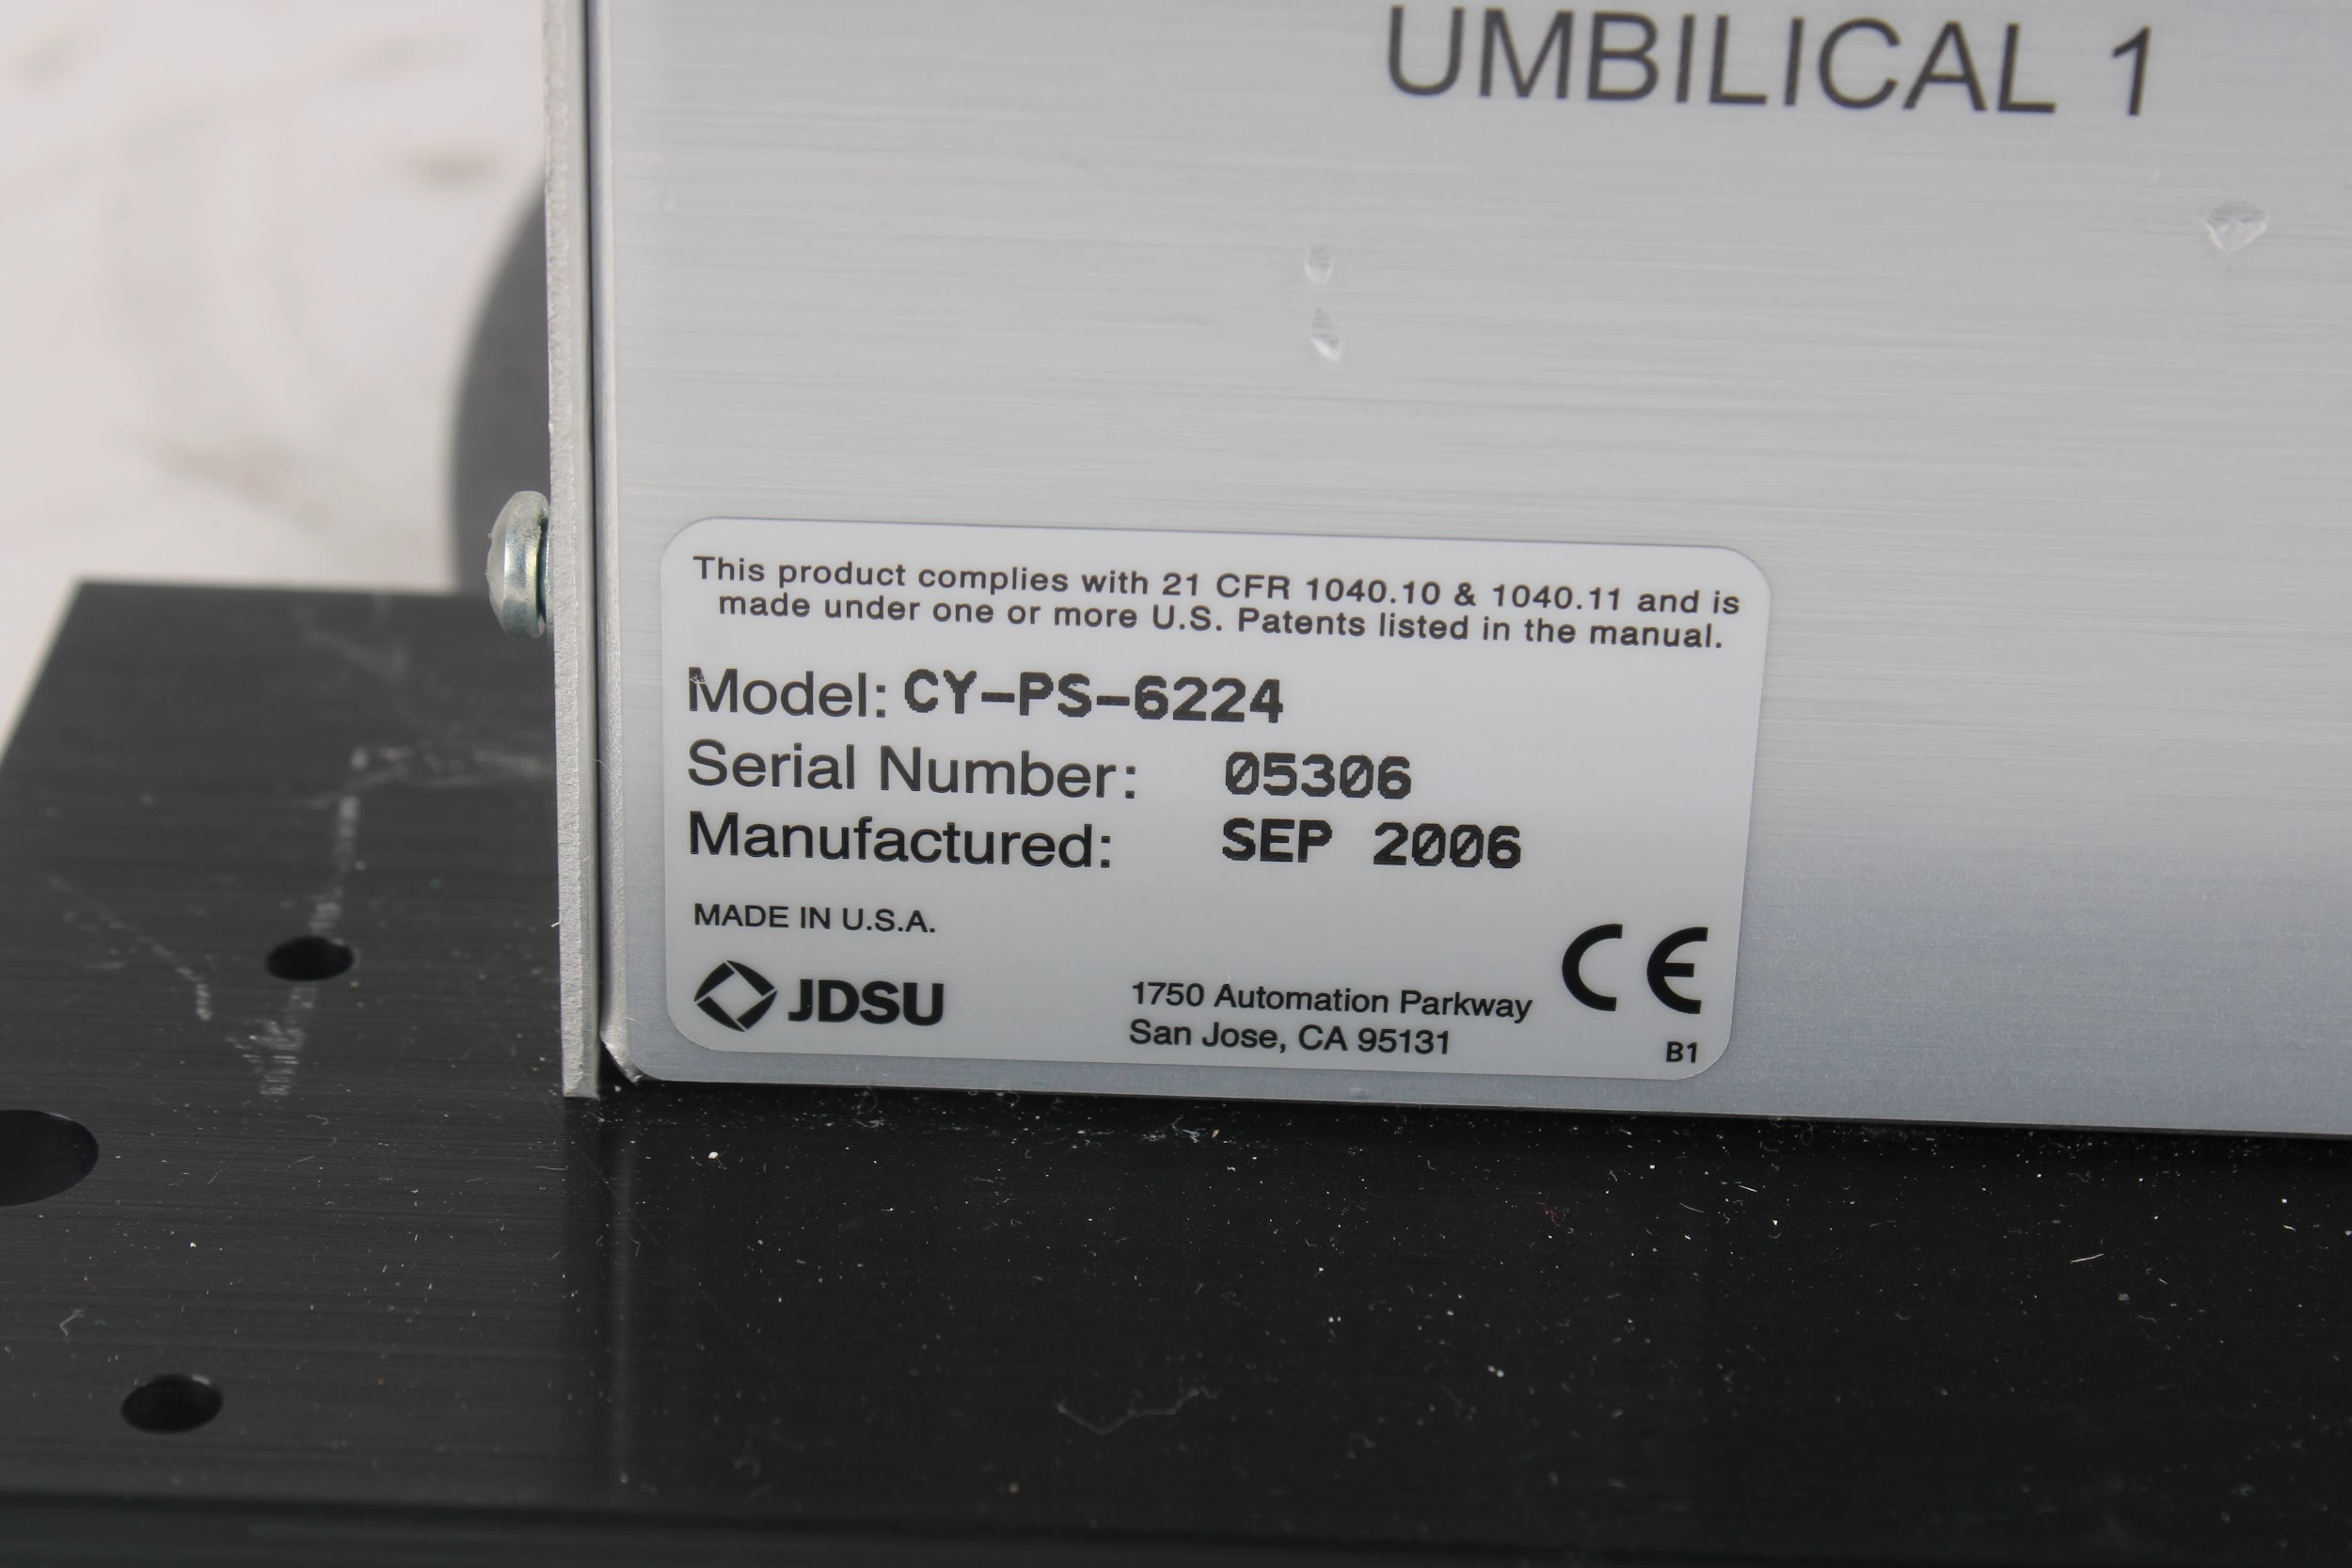 UMBILICAL 1
This product complies with 21 CFR 1040.10 & 1040.11 and is
made under one or more U.S. Patents listed in the manual.
Model: CY-PS-6224
Serial Number: 05306
Manufactured: SEP 2006
MADE IN U.S.A.
JDSU
1750 Automation Parkway
San Jose, CA 95131
CE
B1